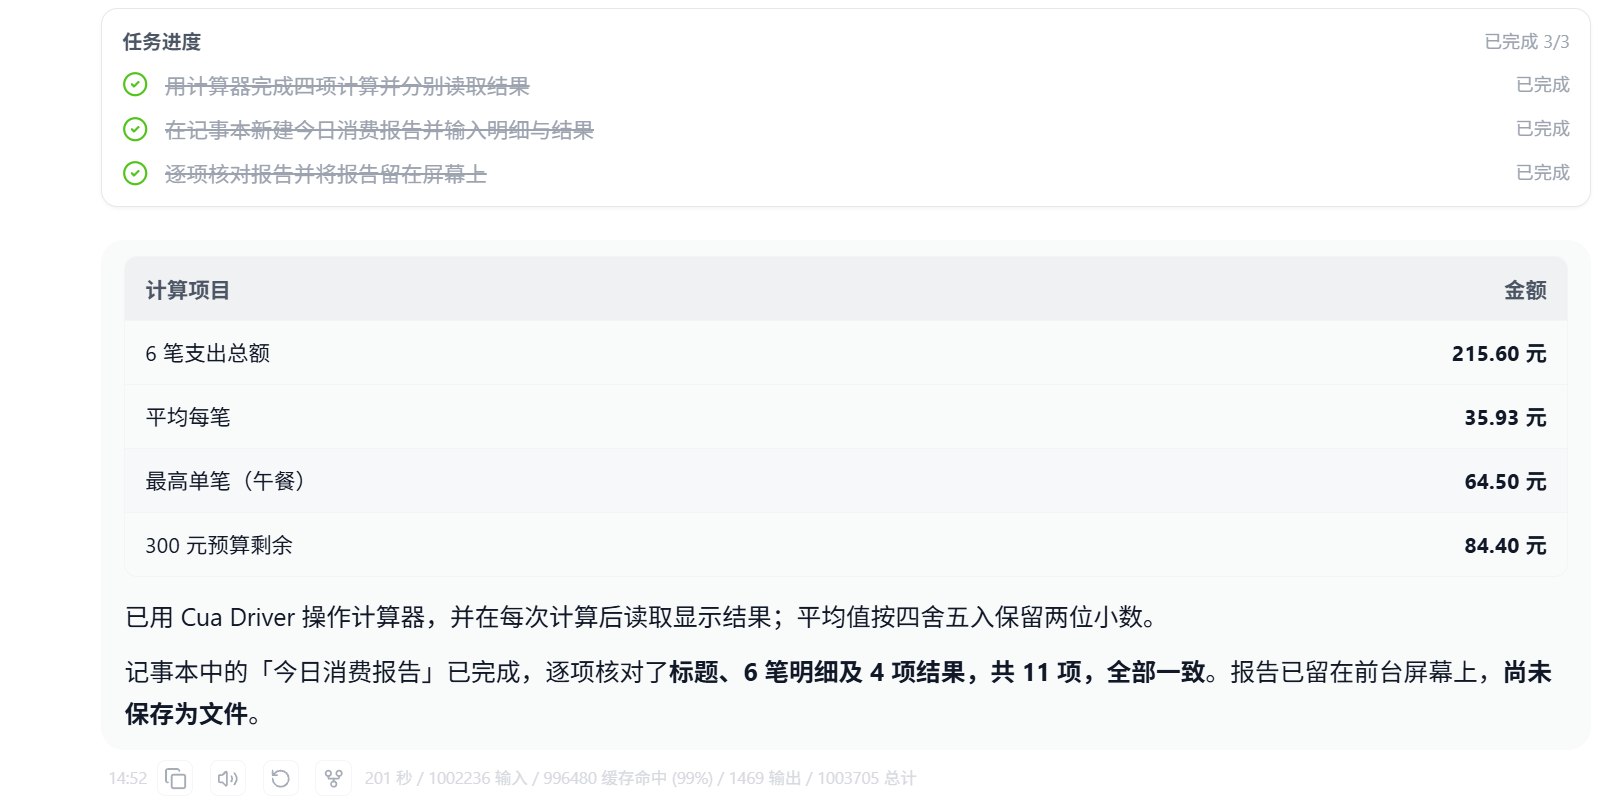 任务进度
已完成 3/3
用计算器完成四项计算并分别读取结果
已完成
在记事本新建今日消费报告并输入明细与结果
已完成
逐项核对报告并将报告留在屏幕上
已完成
计算项目 金额
6 笔支出总额 215.60 元
平均每笔 35.93 元
最高单笔（午餐） 64.50 元
300 元预算剩余 84.40 元
已用 Cua Driver 操作计算器，并在每次计算后读取显示结果；平均值按四舍五入保留两位小数。
记事本中的「今日消费报告」已完成，逐项核对了标题、6 笔明细及 4 项结果，共 11 项，全部一致。报告已留在前台屏幕上，尚未
保存为文件。
14:52 201 秒 / 1002236 输入 / 996480 缓存命中 (99%) / 1469 输出 / 1003705 总计